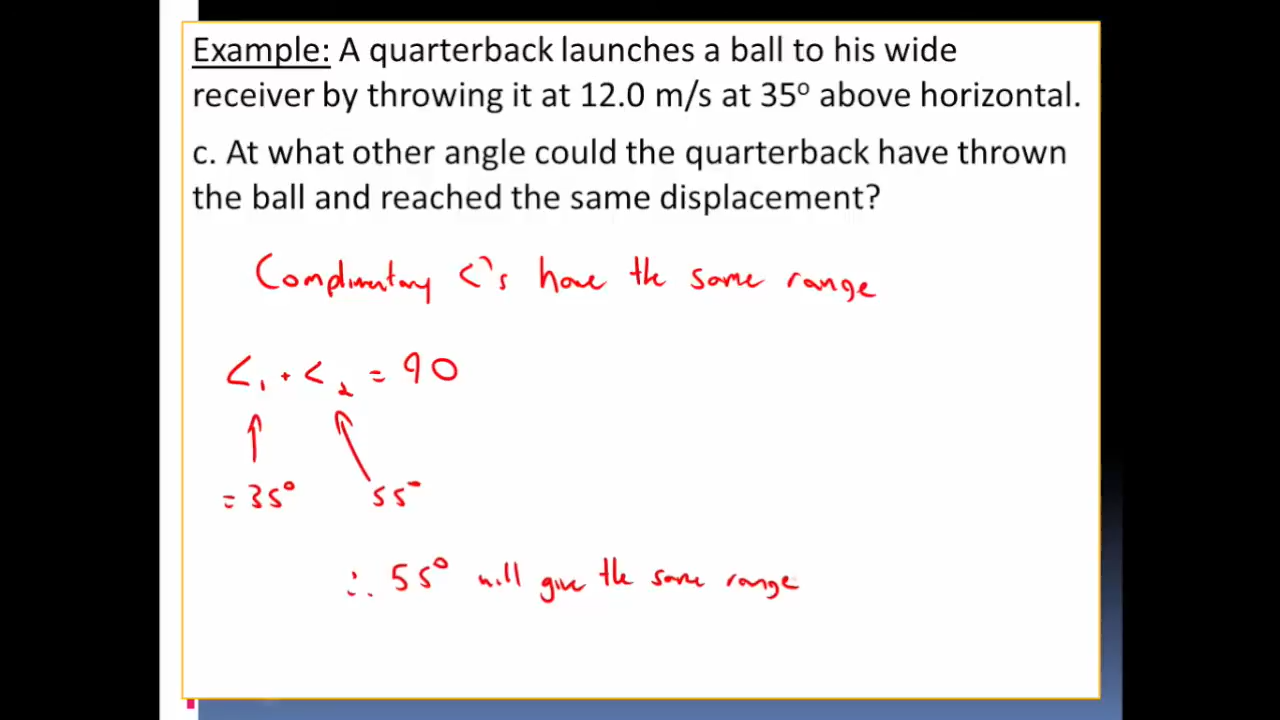 Example: A quarterback launches a ball to his wide
receiver by throwing it at 12.0 m/s at 35° above horizontal.
c. At what other angle could the quarterback have thrown
the ball and reached the same displacement?
Complimentary <'s have the same range
<₁ + <₂ = 90
= 35° 55°
∴ 55° will give the same range